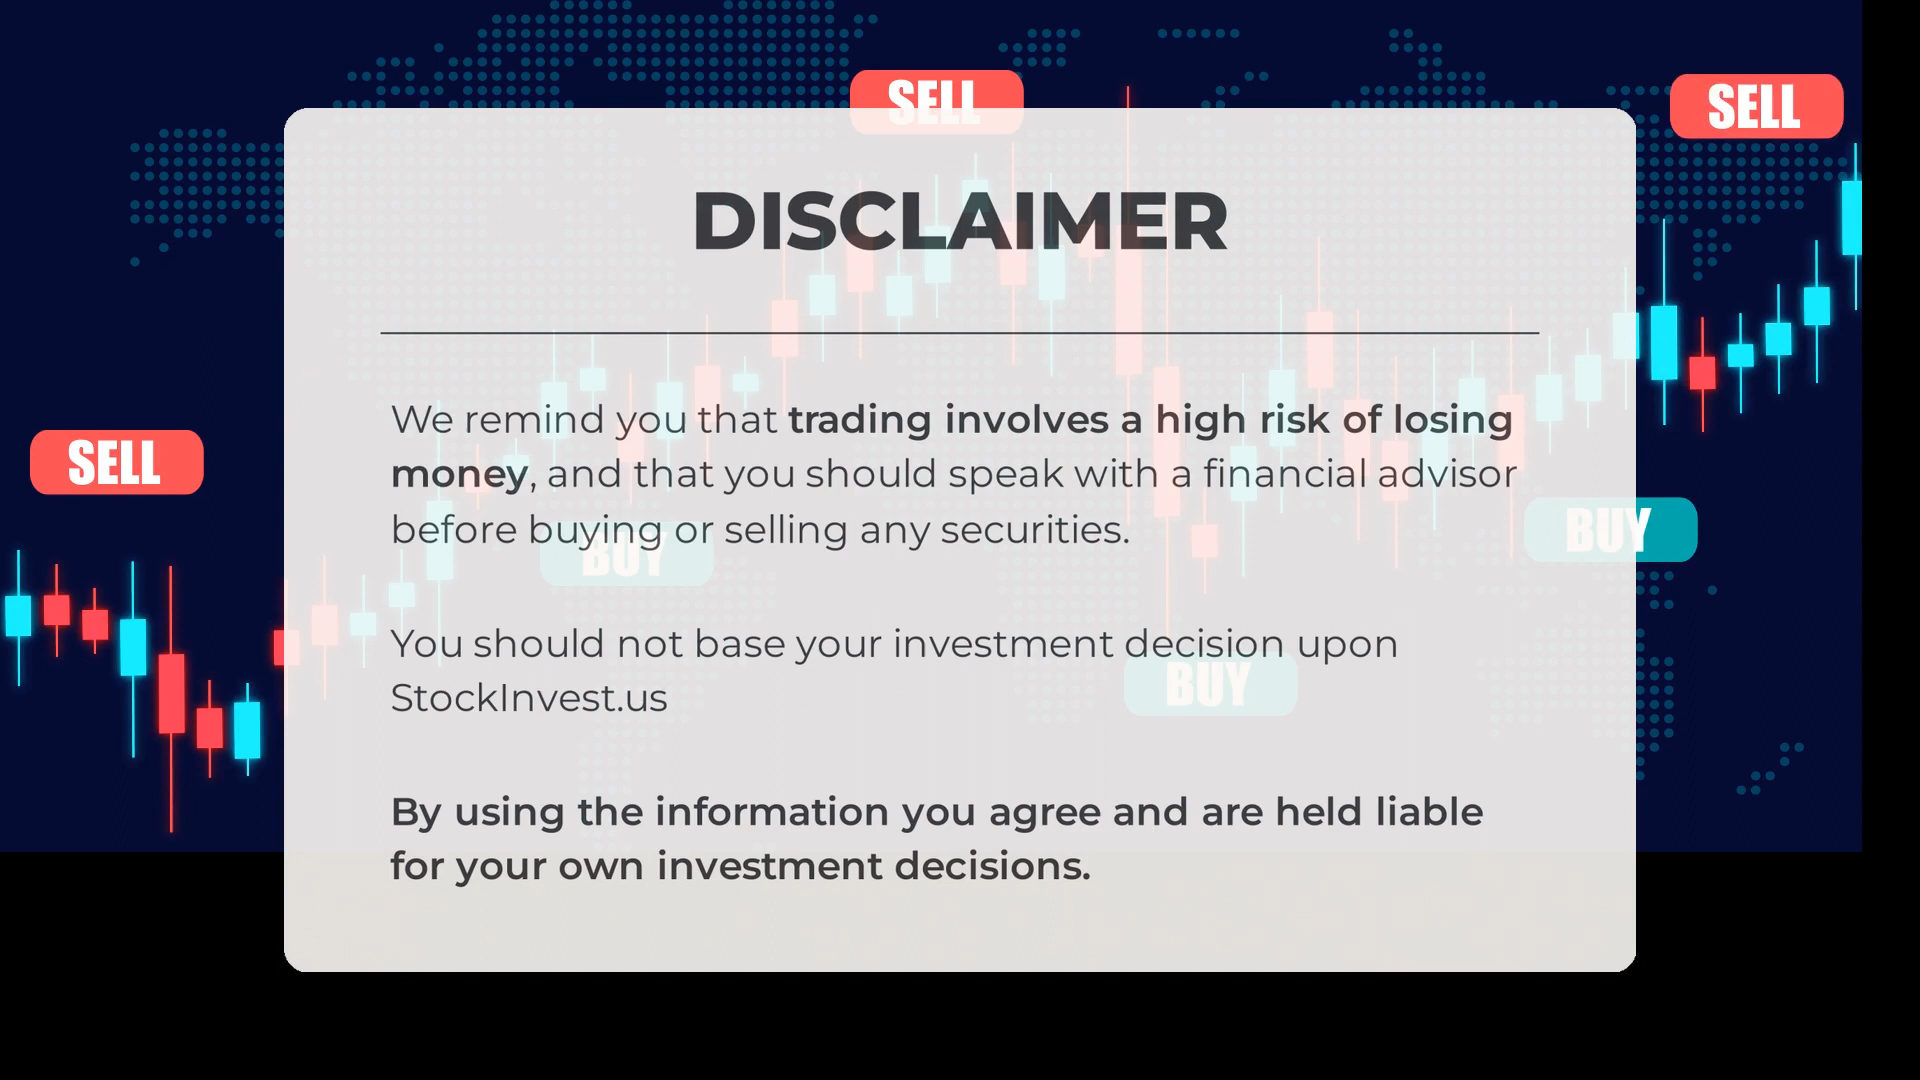 SELL
SELL
DISCLAIMER
We remind you that trading involves a high risk of losing
money, and that you should speak with a financial advisor
before buying or selling any securities.
SELL
BUY
BUY
You should not base your investment decision upon
StockInvest.us
BUY
By using the information you agree and are held liable
for your own investment decisions.